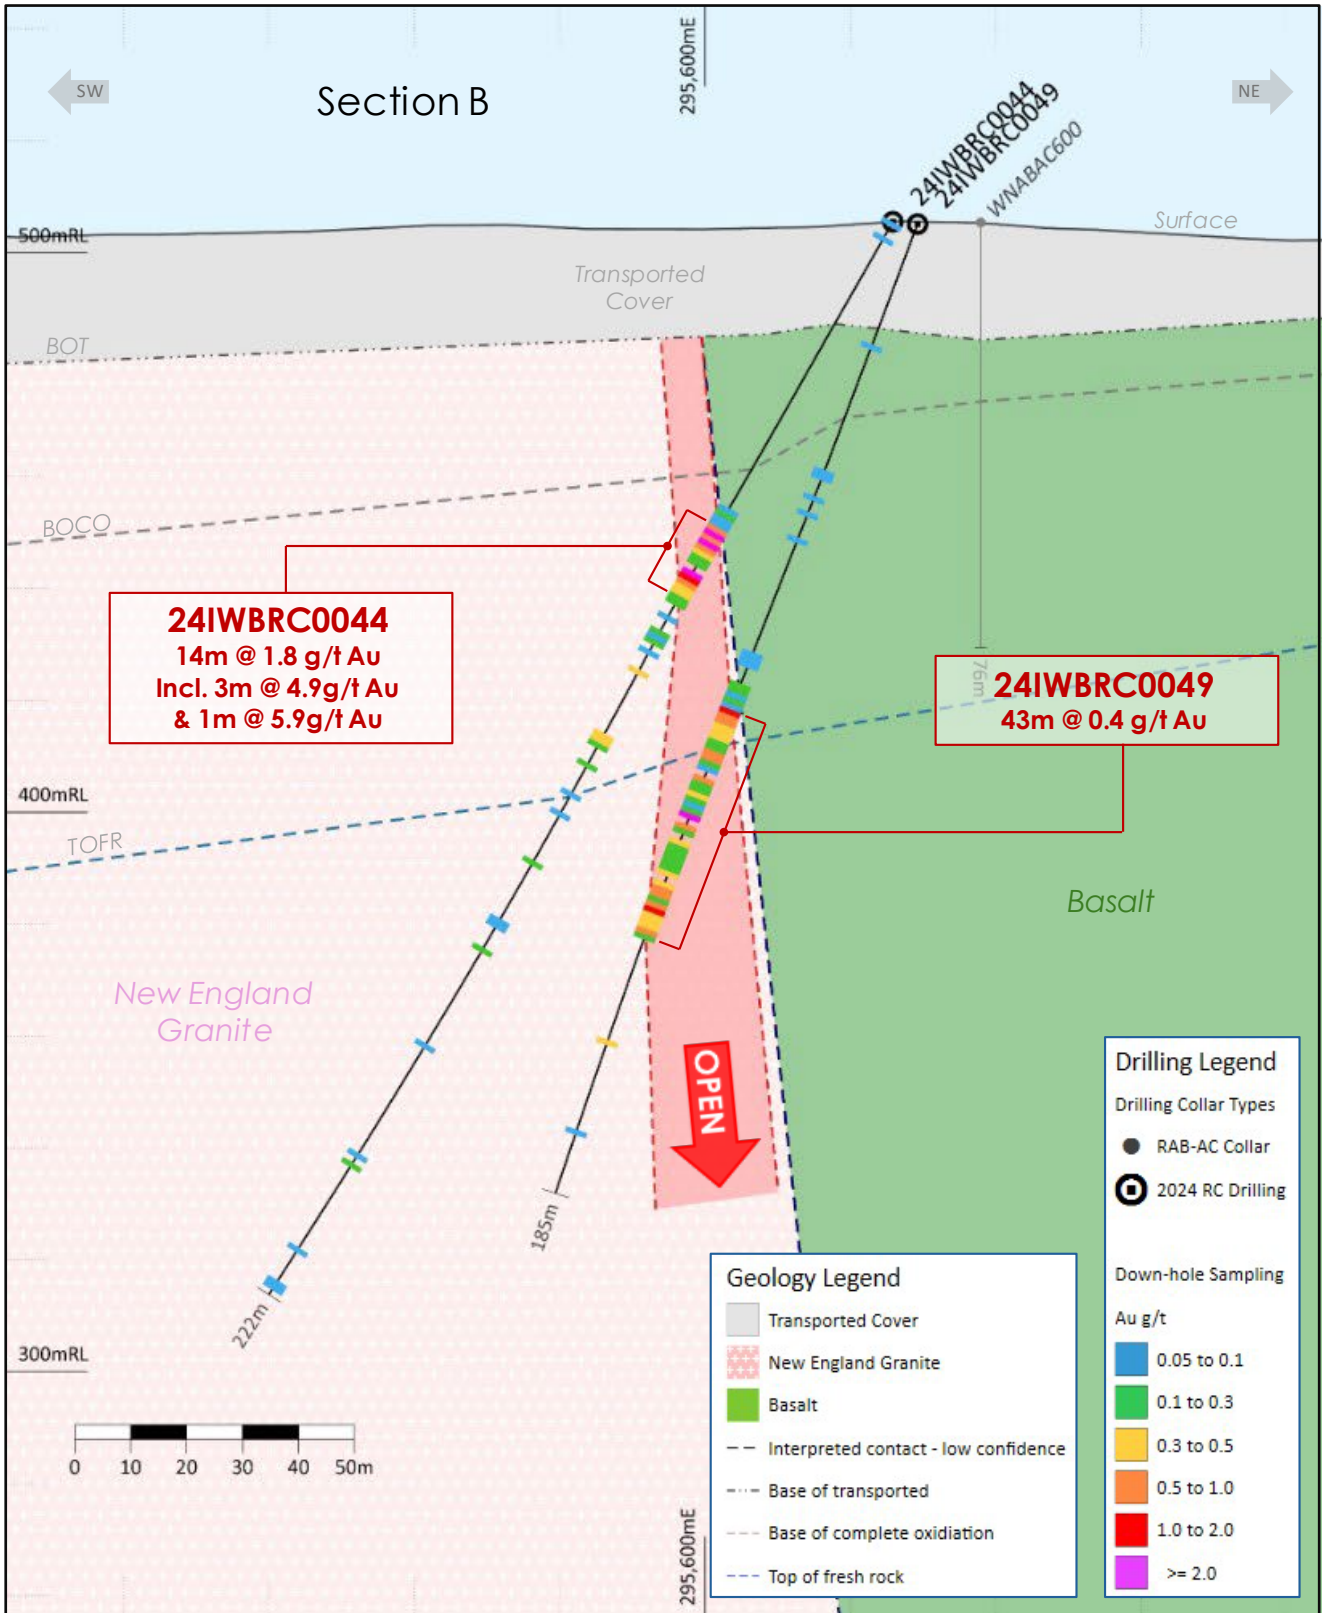 295,600mE
SW
Section B
NE
24IWBRC0044
24IWBRC0049
WNABAC600
Surface
500mRL
Transported
Cover
BOT
BOCO
24IWBRC0044
14m @ 1.8 g/t Au
Incl. 3m @ 4.9g/t Au
& 1m @ 5.9g/t Au
76m
24IWBRC0049
43m @ 0.4 g/t Au
400mRL
TOFR
Basalt
New England
Granite
OPEN
185m
222m
300mRL
0 10 20 30 40 50m
295,600mE
Geology Legend
Transported Cover
New England Granite
Basalt
Interpreted contact - low confidence
Base of transported
Base of complete oxidiation
Top of fresh rock
Drilling Legend
Drilling Collar Types
RAB-AC Collar
2024 RC Drilling
Down-hole Sampling
Au g/t
0.05 to 0.1
0.1 to 0.3
0.3 to 0.5
0.5 to 1.0
1.0 to 2.0
>= 2.0